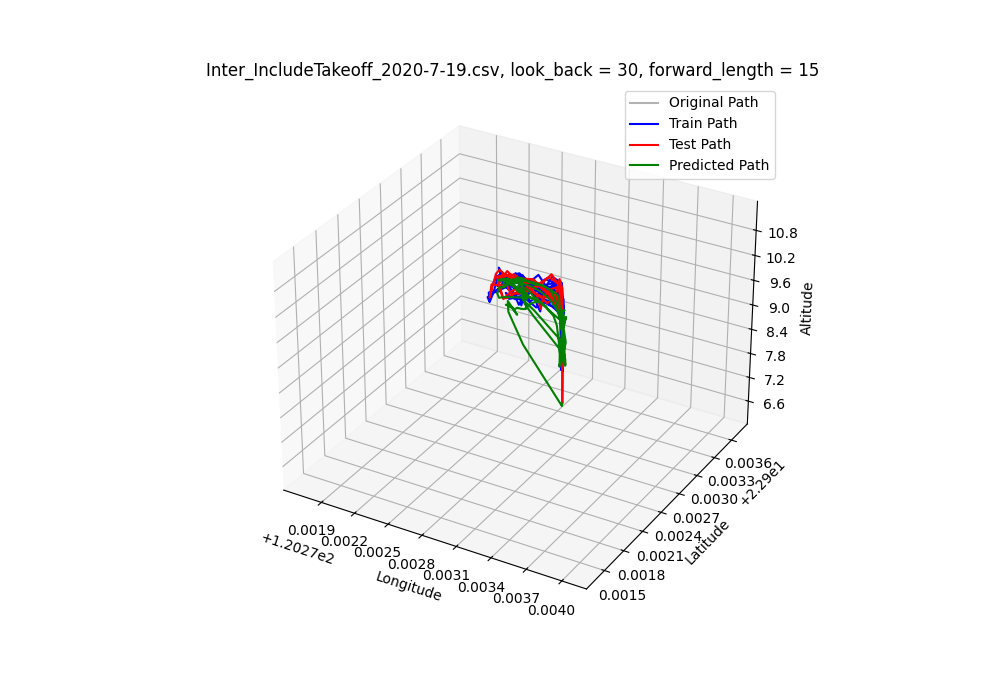 Inter_IncludeTakeoff_2020-7-19.csv, look_back = 30, forward_length = 15
Original Path
Train Path
Test Path
Predicted Path
10.8
10.2
9.6
9.0
8.4
7.8
7.2
6.6
Altitude
0.0036
0.0033
0.0030
0.0027
0.0024
0.0021
0.0018
0.0015
+2.29e1
Latitude
0.0019
0.0022
0.0025
0.0028
0.0031
0.0034
0.0037
0.0040
+1.2027e2
Longitude